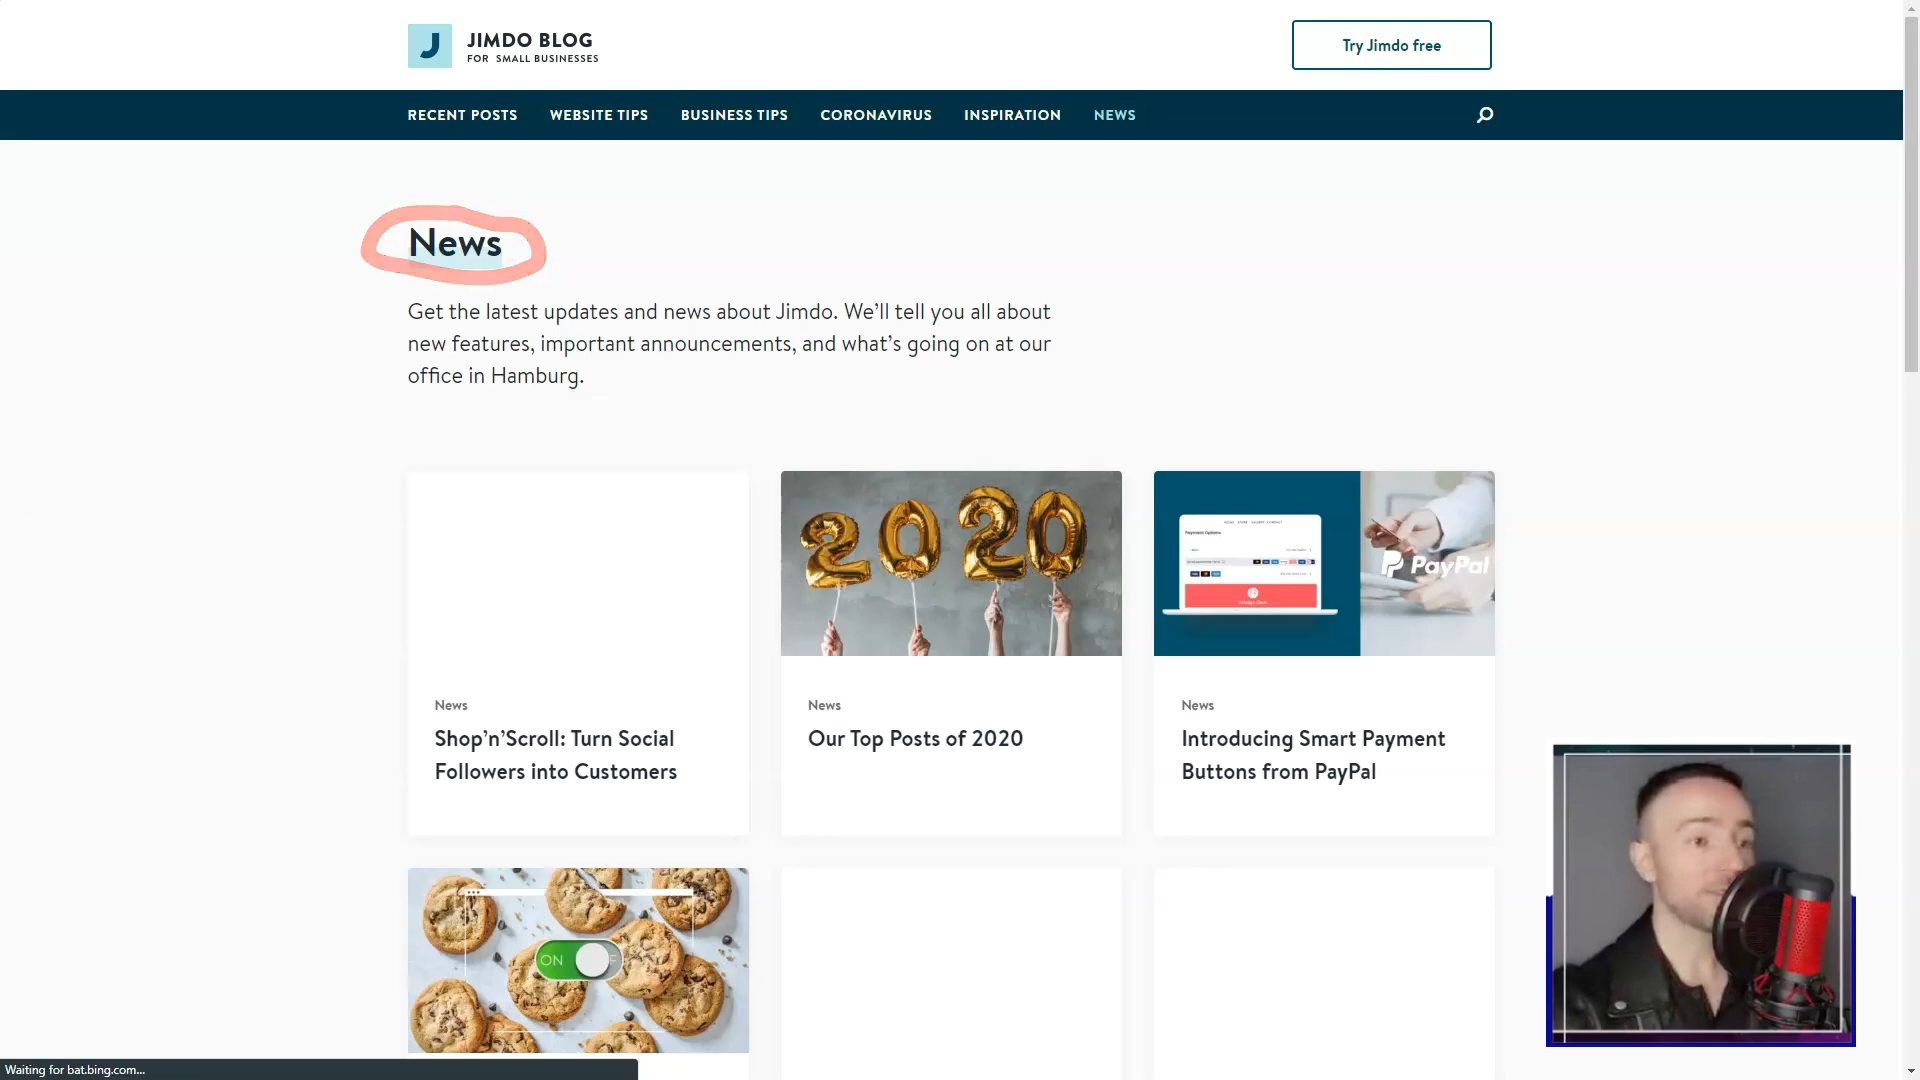 JIMDO BLOG
FOR SMALL BUSINESSES
Try Jimdo free
RECENT POSTS
WEBSITE TIPS
BUSINESS TIPS
CORONAVIRUS
INSPIRATION
NEWS
News
Get the latest updates and news about Jimdo. We’ll tell you all about
new features, important announcements, and what’s going on at our
office in Hamburg.
2020
Payment Options
PayPal
News
Shop’n’Scroll: Turn Social
Followers into Customers
News
Our Top Posts of 2020
News
Introducing Smart Payment
Buttons from PayPal
ON
Waiting for bat.bing.com...